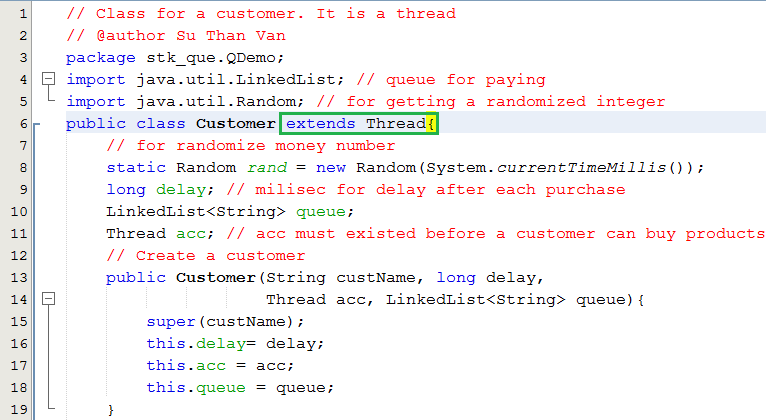 1 // Class for a customer. It is a thread
2 // @author Su Than Van
3 package stk_que.QDemo;
4 import java.util.LinkedList; // queue for paying
5 import java.util.Random; // for getting a randomized integer
6 public class Customer extends Thread{
7 // for randomize money number
8 static Random rand = new Random(System.currentTimeMillis());
9 long delay; // milisec for delay after each purchase
10 LinkedList<String> queue;
11 Thread acc; // acc must existed before a customer can buy products
12 // Create a customer
13 public Customer(String custName, long delay,
14 Thread acc, LinkedList<String> queue){
15 super(custName);
16 this.delay= delay;
17 this.acc = acc;
18 this.queue = queue;
19 }